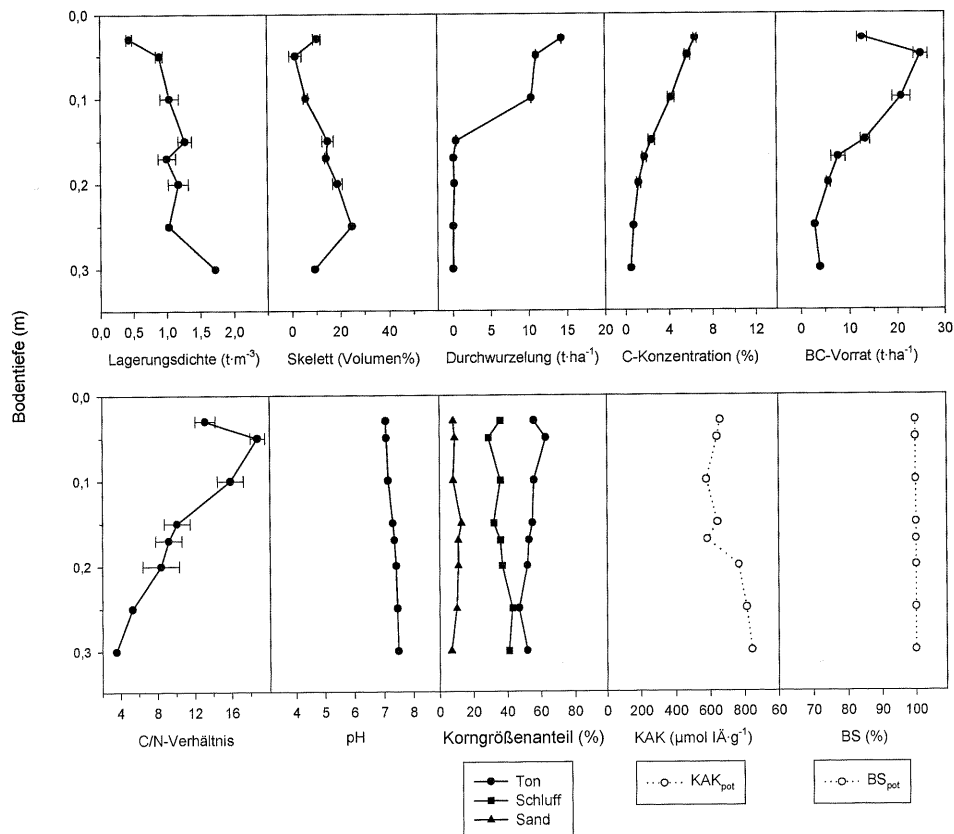 0,0
0,1
0,2
0,3
0,0 0,5 1,0 1,5 2,0 0 20 40 0 5 10 15 20 0 4 8 12 0 10 20 30
Lagerungsdichte (t·m⁻³) Skelett (Volumen%) Durchwurzelung (t·ha⁻¹) C-Konzentration (%) BC-Vorrat (t·ha⁻¹)
Bodentiefe (m)
0,0
0,1
0,2
0,3
4 8 12 16 4 5 6 7 8 0 20 40 60 80 0 200 400 600 800 60 70 80 90 100
C/N-Verhältnis pH Korngrößenanteil (%) KAK (µmol IÄ·g⁻¹) BS (%)
Ton
Schluff
Sand
KAKpot
BSpot